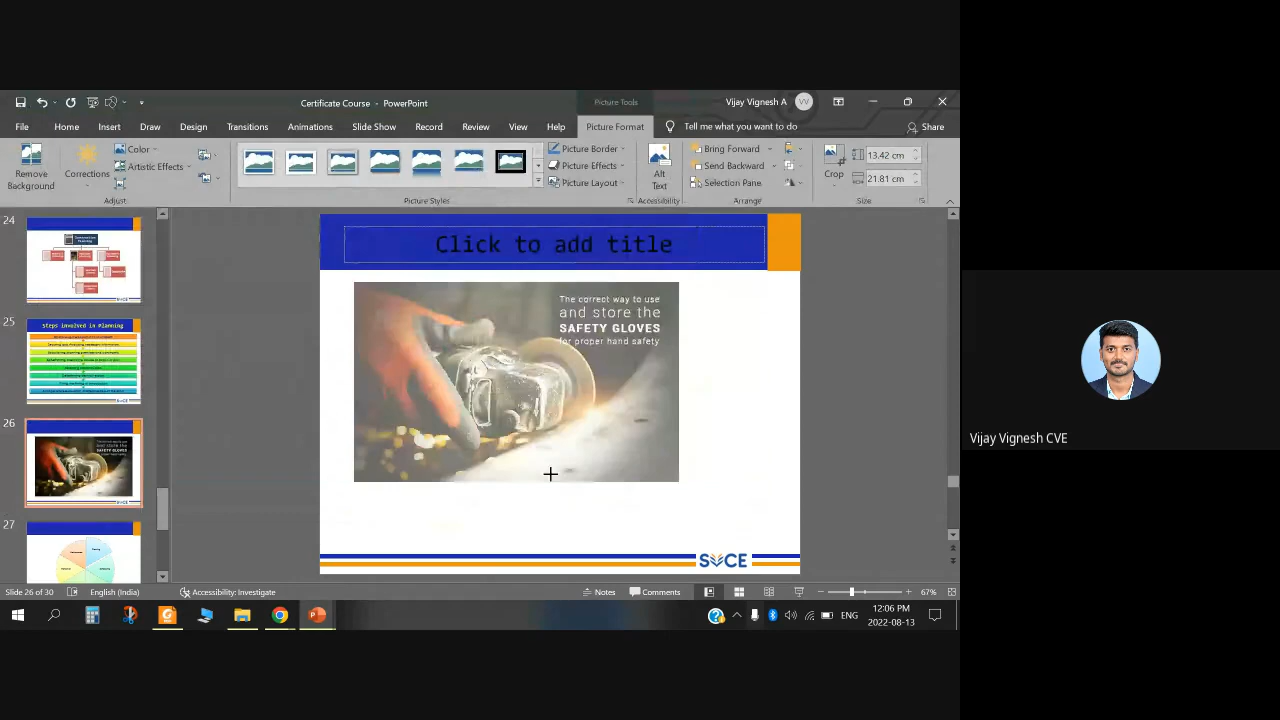 Certificate Course - PowerPoint
Picture Tools
Vijay Vignesh A
VV
File
Home
Insert
Draw
Design
Transitions
Animations
Slide Show
Record
Review
View
Help
Picture Format
Tell me what you want to do
Share
Remove
Background
Corrections
Color
Artistic Effects
Adjust
Picture Styles
Picture Border
Picture Effects
Picture Layout
Alt
Text
Accessibility
Bring Forward
Send Backward
Selection Pane
Arrange
Crop
13.42 cm
21.81 cm
Size
24
25
Steps involved in Planning
26
27
Click to add title
The correct way to use
and store the
SAFETY GLOVES
for proper hand safety
SVCE
Vijay Vignesh CVE
Slide 26 of 30
English (India)
Accessibility: Investigate
Notes
Comments
67%
ENG
12:06 PM
2022-08-13